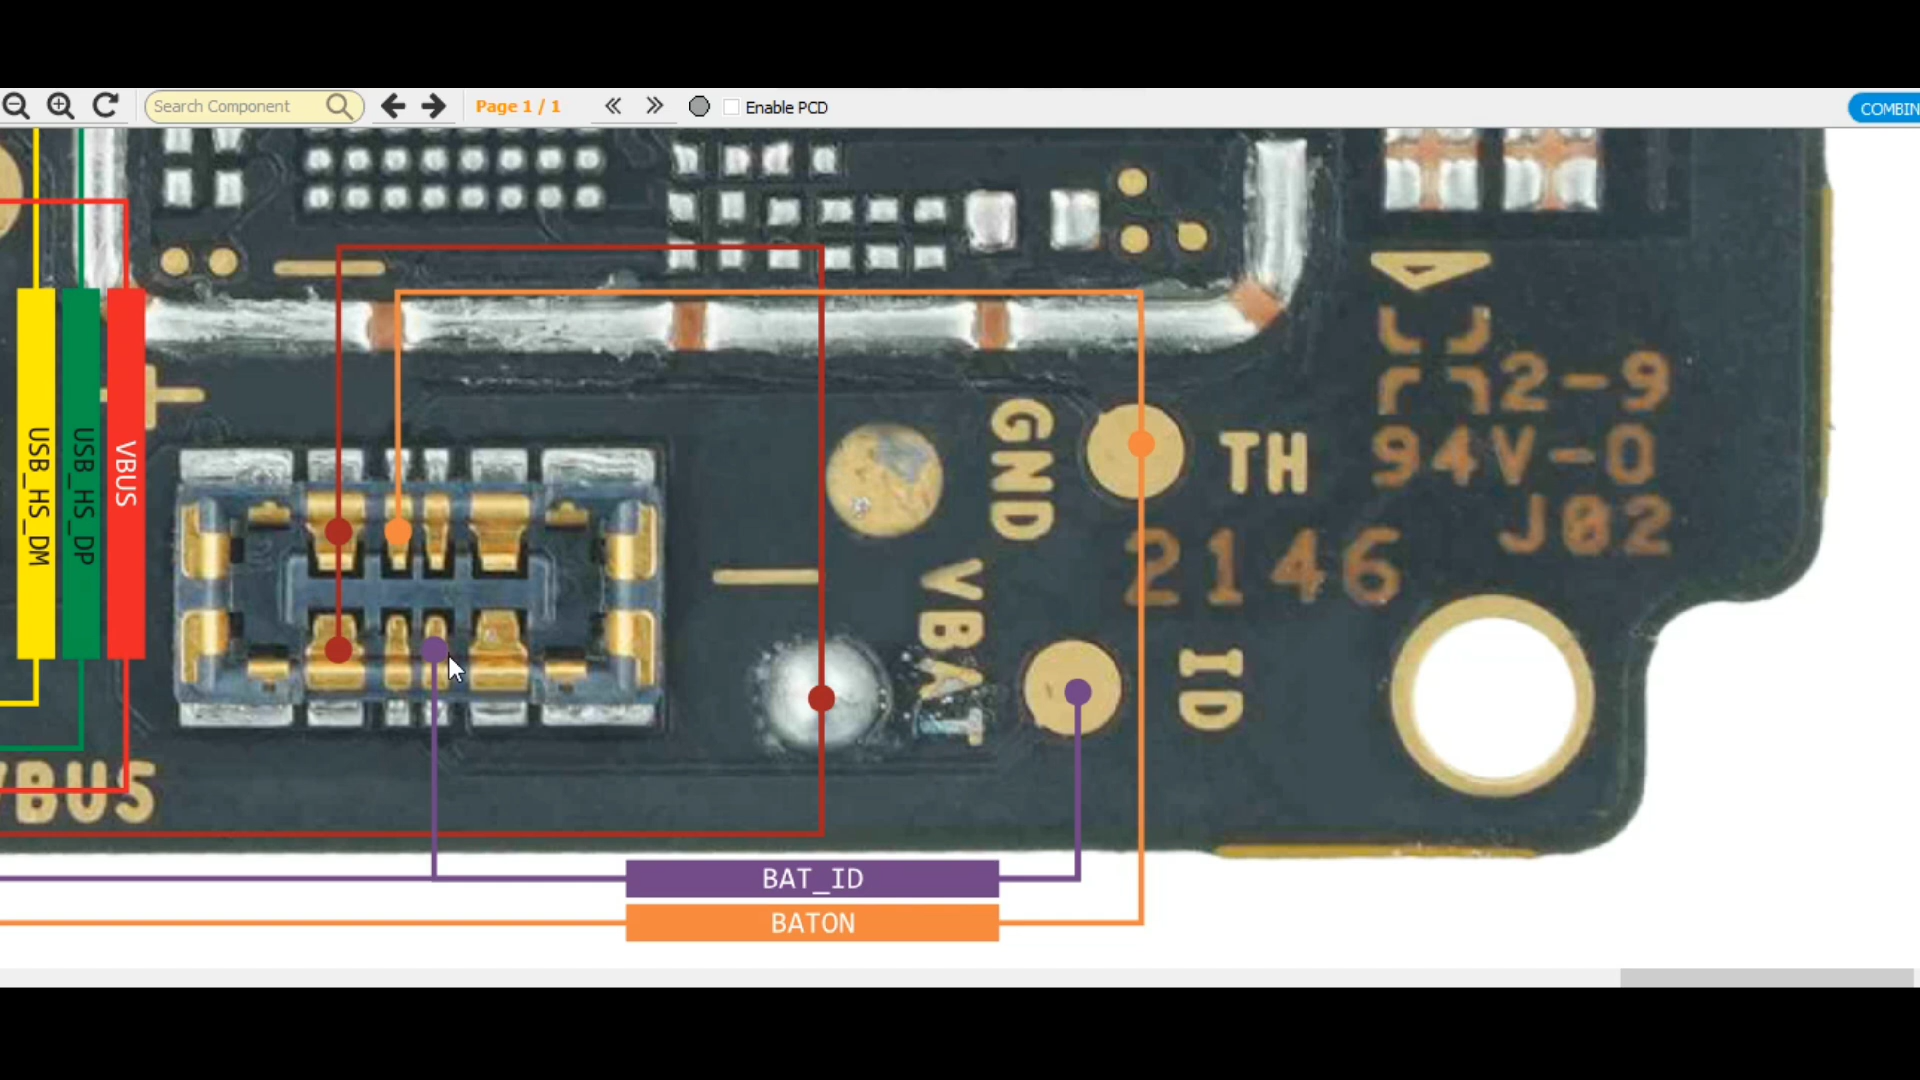 Search Component
Page 1 / 1
Enable PCD
COMBIN
USB_HS_DM
USB_HS_DP
VBUS
GND
TH
2-9
94V-0
J02
2146
VBAT
ID
VBUS
BAT_ID
BATON